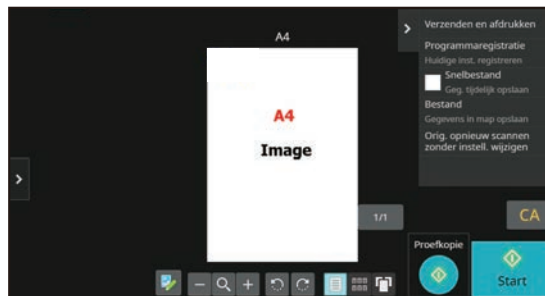 A4
A4
Image
1/1
Verzenden en afdrukken
Programmaregistratie
Huidige inst. registreren
Snelbestand
Geg. tijdelijk opslaan
Bestand
Gegevens in map opslaan
Orig. opnieuw scannen
zonder instell. wijzigen
CA
Proefkopie
Start